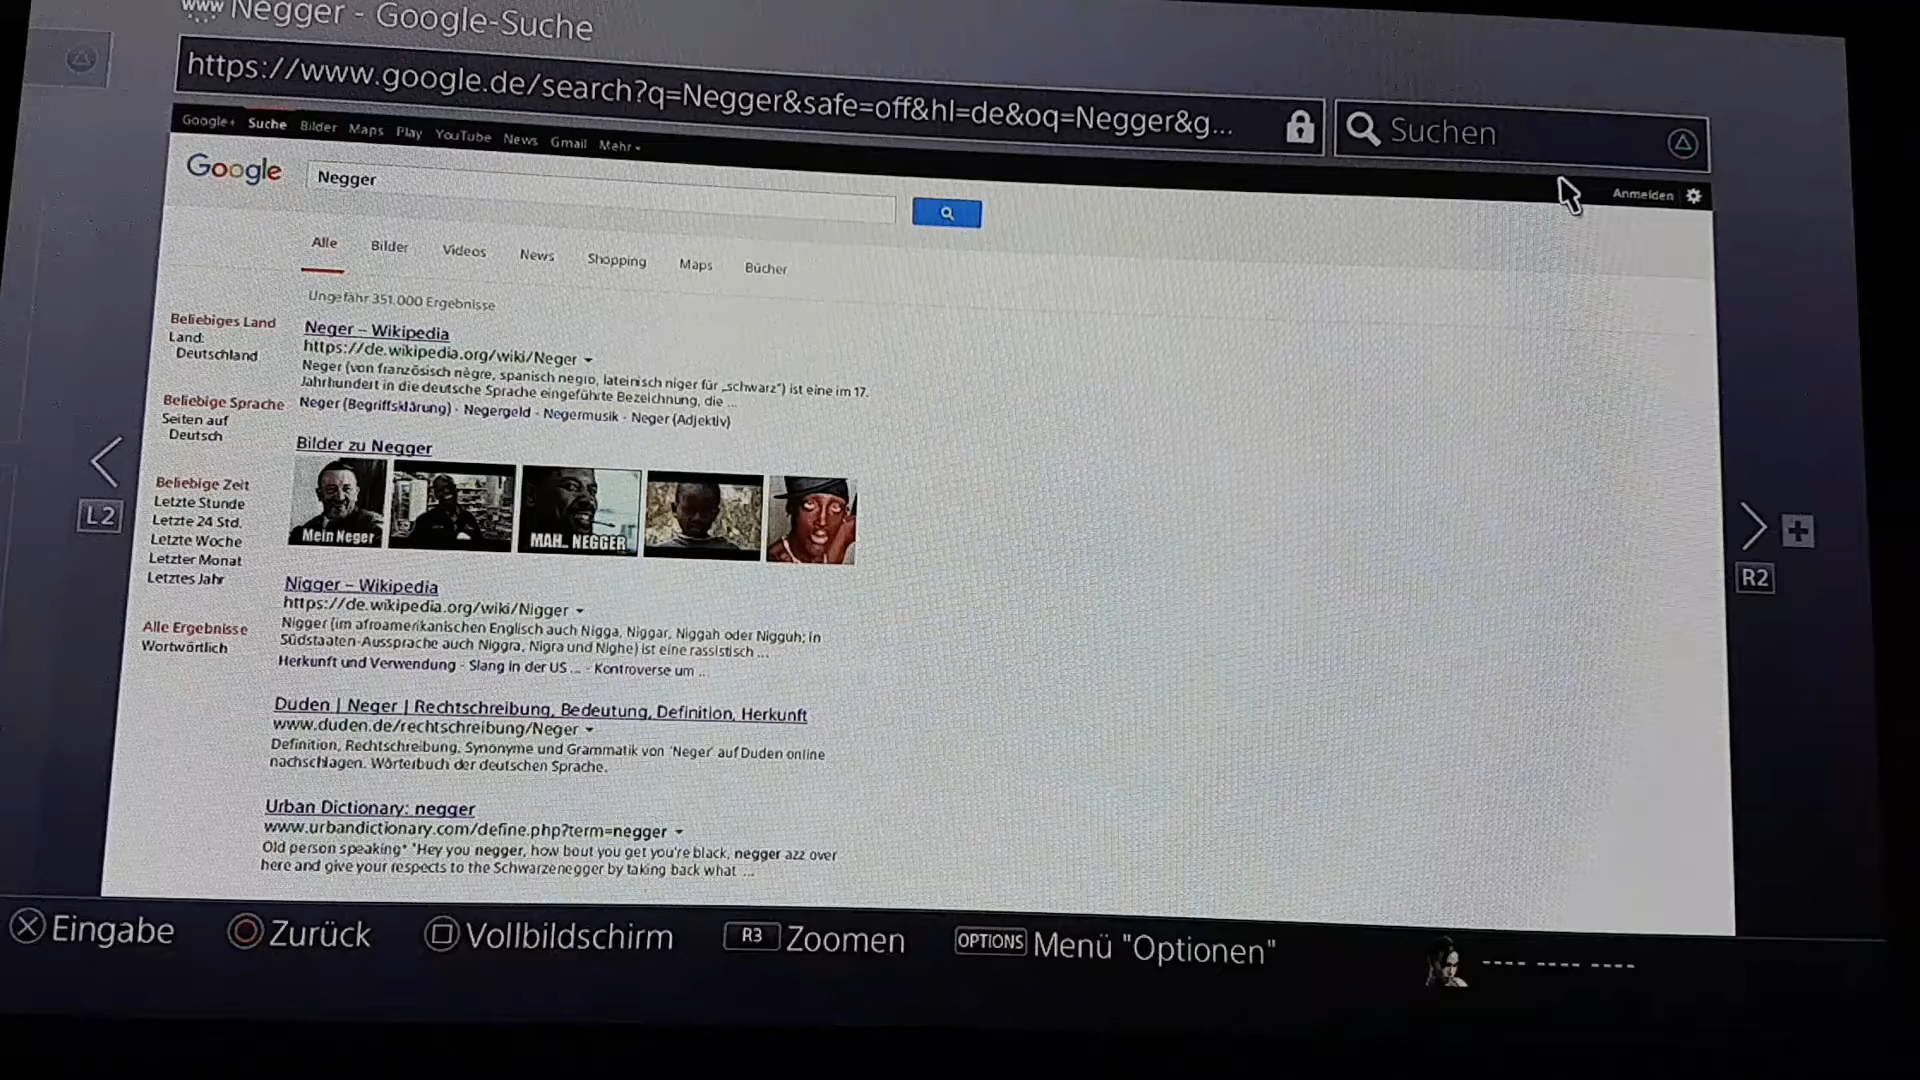 www Negger - Google-Suche
https://www.google.de/search?q=Negger&safe=off&hl=de&oq=Negger&g...
Suchen
Google+ Suche Bilder Maps Play YouTube News Gmail Mehr
Anmelden
Google
Negger
Alle Bilder Videos News Shopping Maps Bücher
Ungefähr 351.000 Ergebnisse
Beliebiges Land
Land:
Deutschland
Beliebige Sprache
Seiten auf
Deutsch
Beliebige Zeit
Letzte Stunde
Letzte 24 Std.
Letzte Woche
Letzter Monat
Letztes Jahr
Alle Ergebnisse
Wortwörtlich
Neger – Wikipedia
https://de.wikipedia.org/wiki/Neger
Neger (von französisch nègre, spanisch negro, lateinisch niger für „schwarz“) ist eine im 17.
Jahrhundert in die deutsche Sprache eingeführte Bezeichnung, die ...
Neger (Begriffsklärung) - Negergeld - Negermusik - Neger (Adjektiv)
Bilder zu Negger
Mein Neger
MAH.. NEGGER
Nigger – Wikipedia
https://de.wikipedia.org/wiki/Nigger
Nigger (im afroamerikanischen Englisch auch Nigga, Niggar, Niggah oder Nigguh; in
Südstaaten-Aussprache auch Niggra, Nigra und Nighe) ist eine rassistisch ...
Herkunft und Verwendung - Slang in der US ... - Kontroverse um ...
Duden | Neger | Rechtschreibung, Bedeutung, Definition, Herkunft
www.duden.de/rechtschreibung/Neger
Definition, Rechtschreibung, Synonyme und Grammatik von 'Neger' auf Duden online
nachschlagen. Wörterbuch der deutschen Sprache.
Urban Dictionary: negger
www.urbandictionary.com/define.php?term=negger
Old person speaking* "Hey you negger, how bout you get you're black, negger azz over
here and give your respects to the Schwarzenegger by taking back what ...
L2
R2
Eingabe Zurück Vollbildschirm R3 Zoomen OPTIONS Menü "Optionen"
---- ---- ----